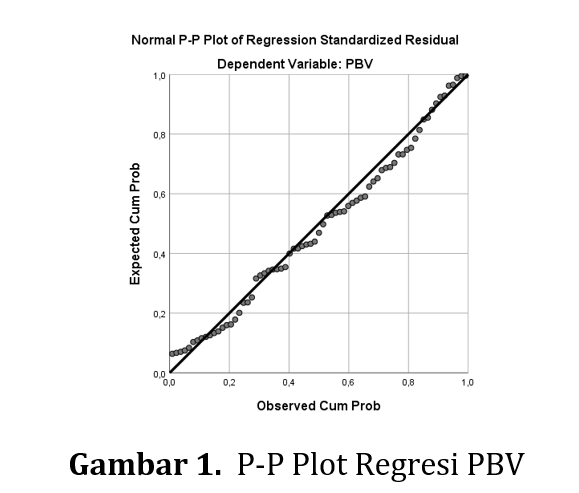 Normal P-P Plot of Regression Standardized Residual
Dependent Variable: PBV
1,0
0,8
0,6
0,4
0,2
0,0
Expected Cum Prob
0,0 0,2 0,4 0,6 0,8 1,0
Observed Cum Prob
Gambar 1. P-P Plot Regresi PBV